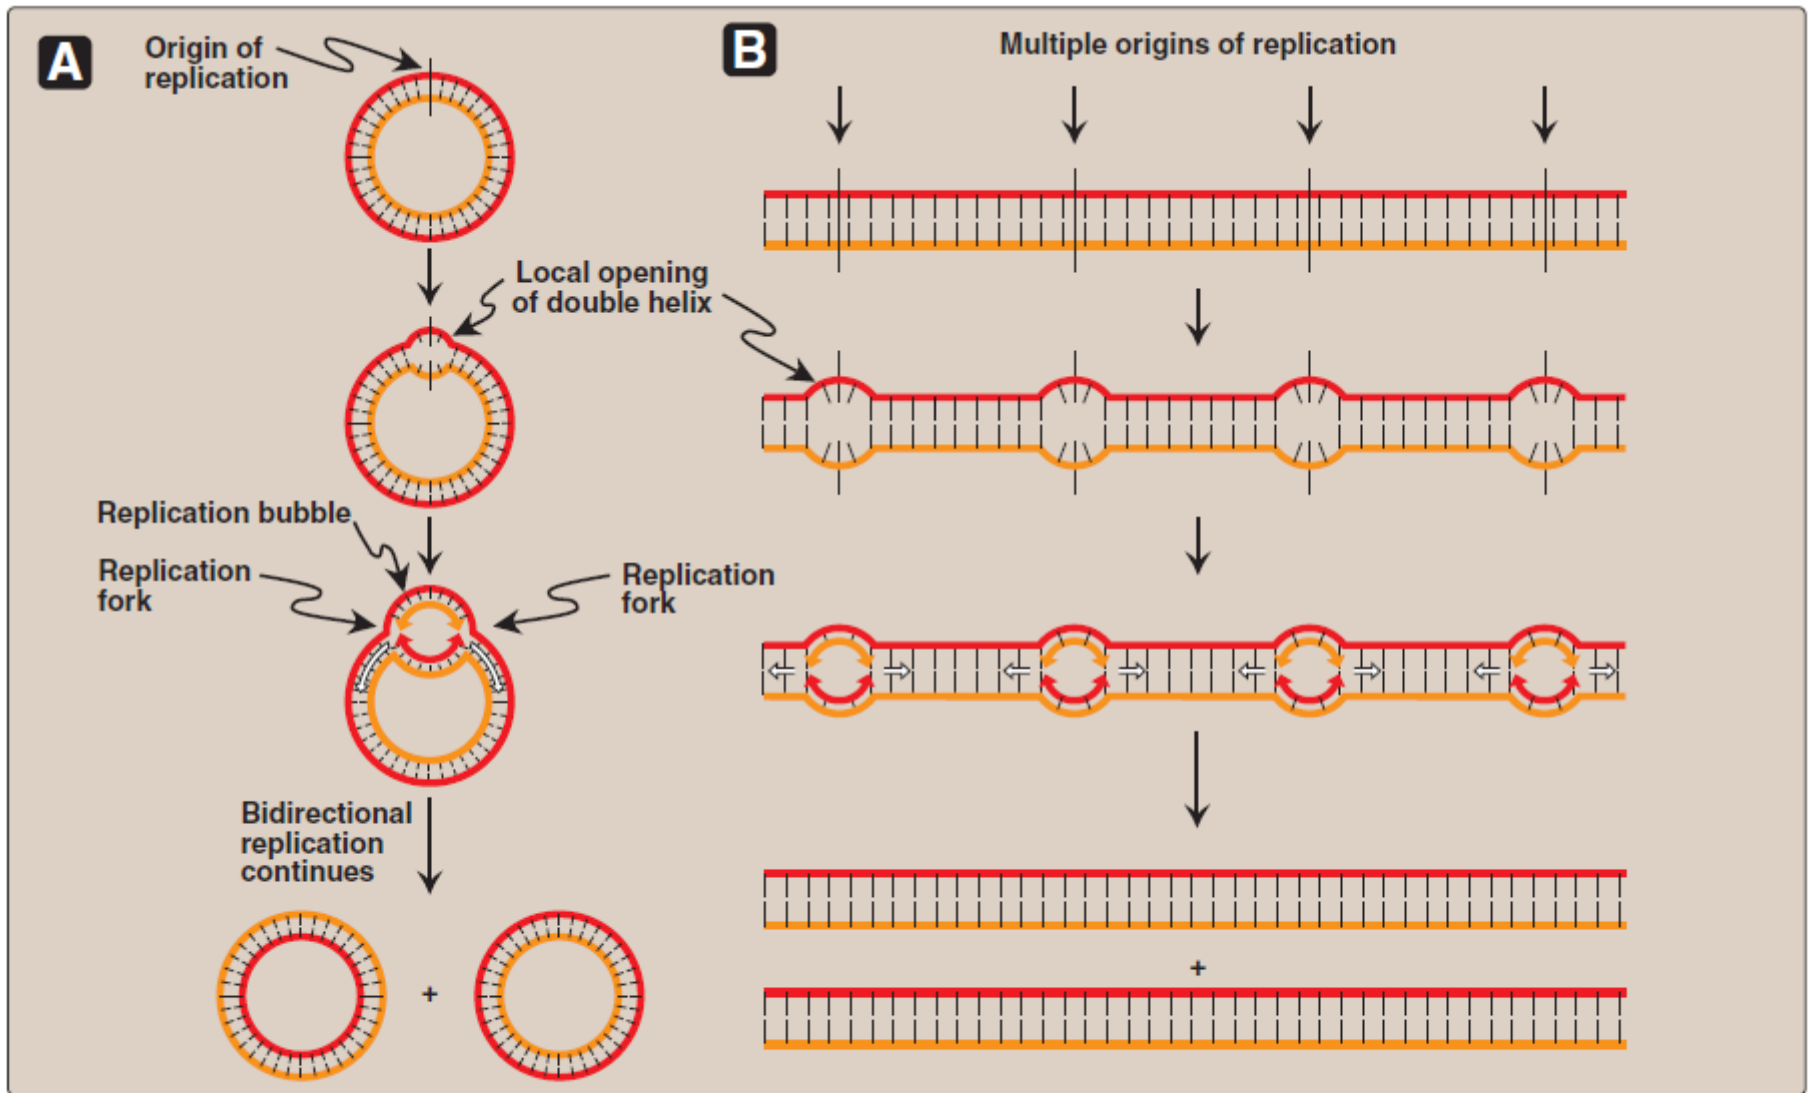 A
Origin of
replication
Local opening
of double helix
Replication bubble
Replication
fork
Replication
fork
Bidirectional
replication
continues
+
B
Multiple origins of replication
+